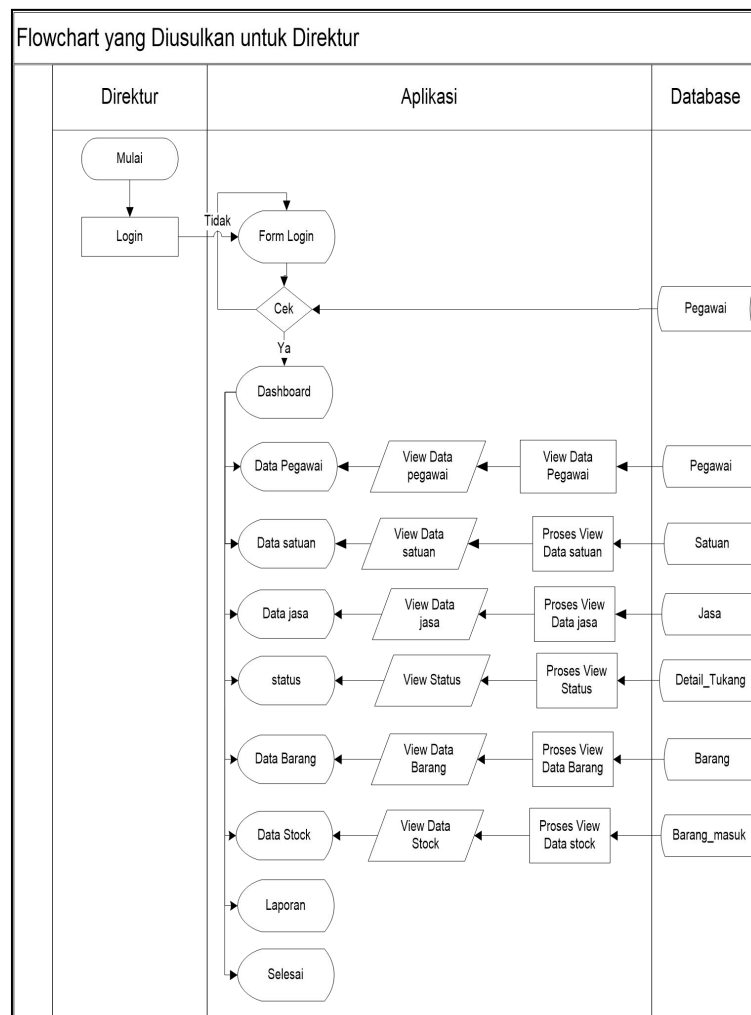 Flowchart yang Diusulkan untuk Direktur
Direktur
Aplikasi
Database
Mulai
Login
Tidak
Form Login
Cek
Pegawai
Ya
Dashboard
Data Pegawai
View Data
pegawai
View Data
Pegawai
Pegawai
Data satuan
View Data
satuan
Proses View
Data satuan
Satuan
Data jasa
View Data
jasa
Proses View
Data jasa
Jasa
status
View Status
Proses View
Status
Detail_Tukang
Data Barang
View Data
Barang
Proses View
Data Barang
Barang
Data Stock
View Data
Stock
Proses View
Data stock
Barang_masuk
Laporan
Selesai